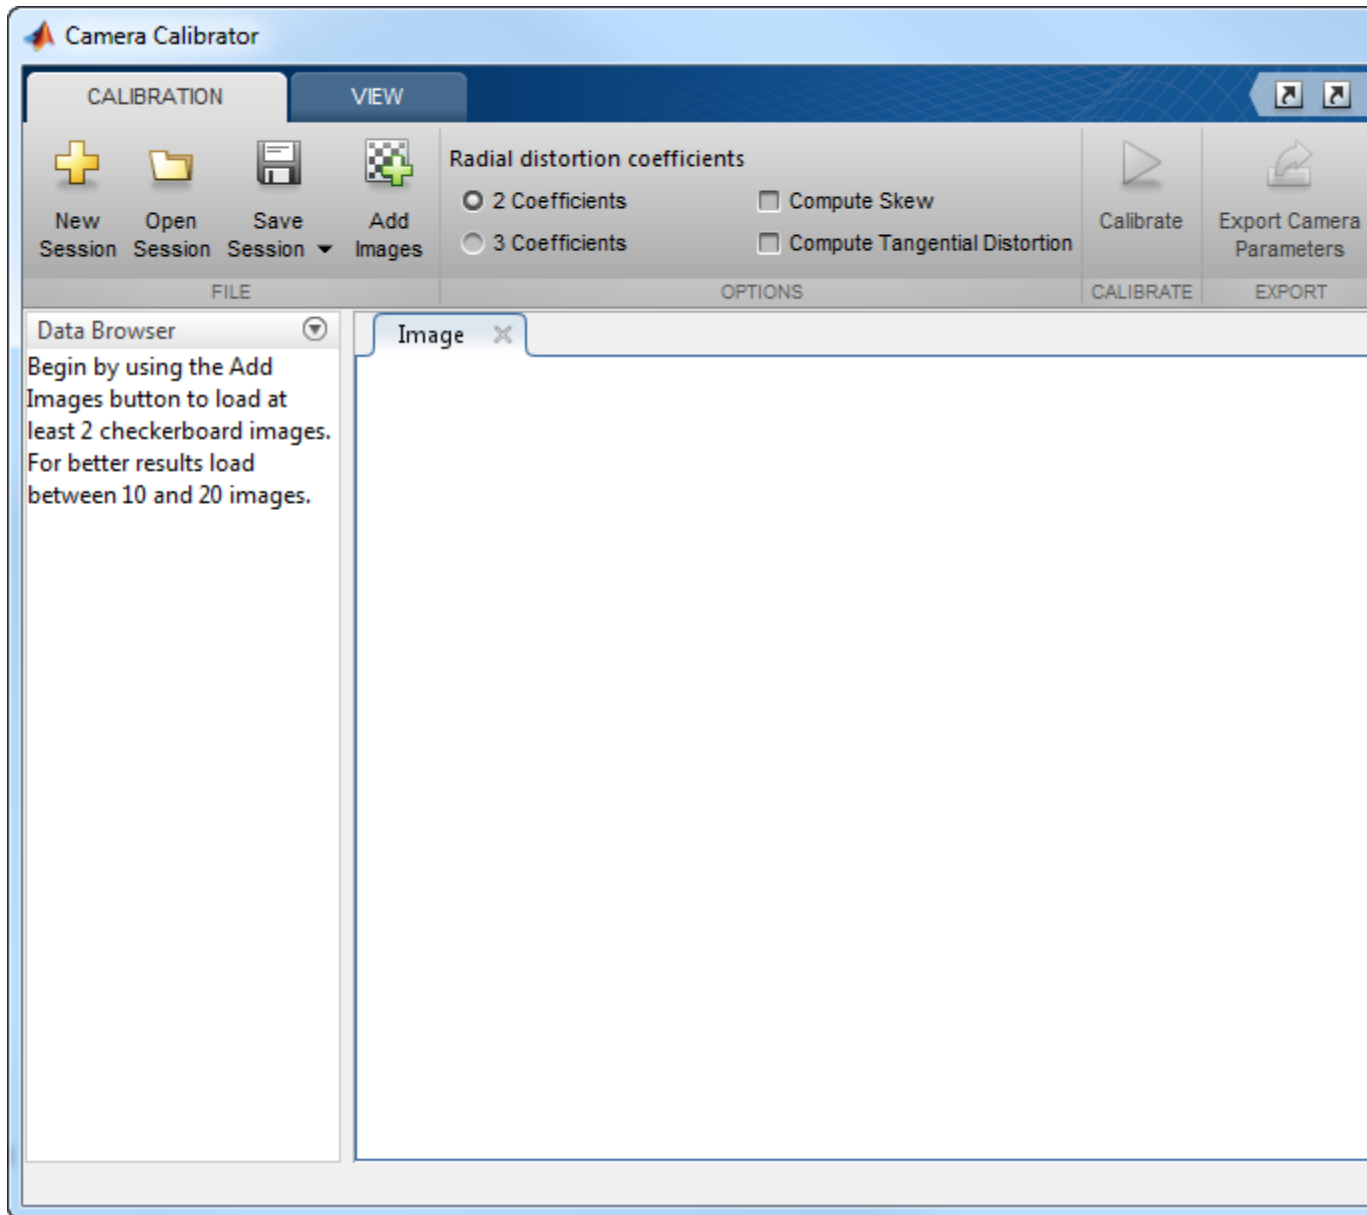 Camera Calibrator
CALIBRATION
VIEW
New
Session
Open
Session
Save
Session
Add
Images
Radial distortion coefficients
2 Coefficients
3 Coefficients
Compute Skew
Compute Tangential Distortion
Calibrate
Export Camera
Parameters
FILE
OPTIONS
CALIBRATE
EXPORT
Data Browser
Begin by using the Add
Images button to load at
least 2 checkerboard images.
For better results load
between 10 and 20 images.
Image